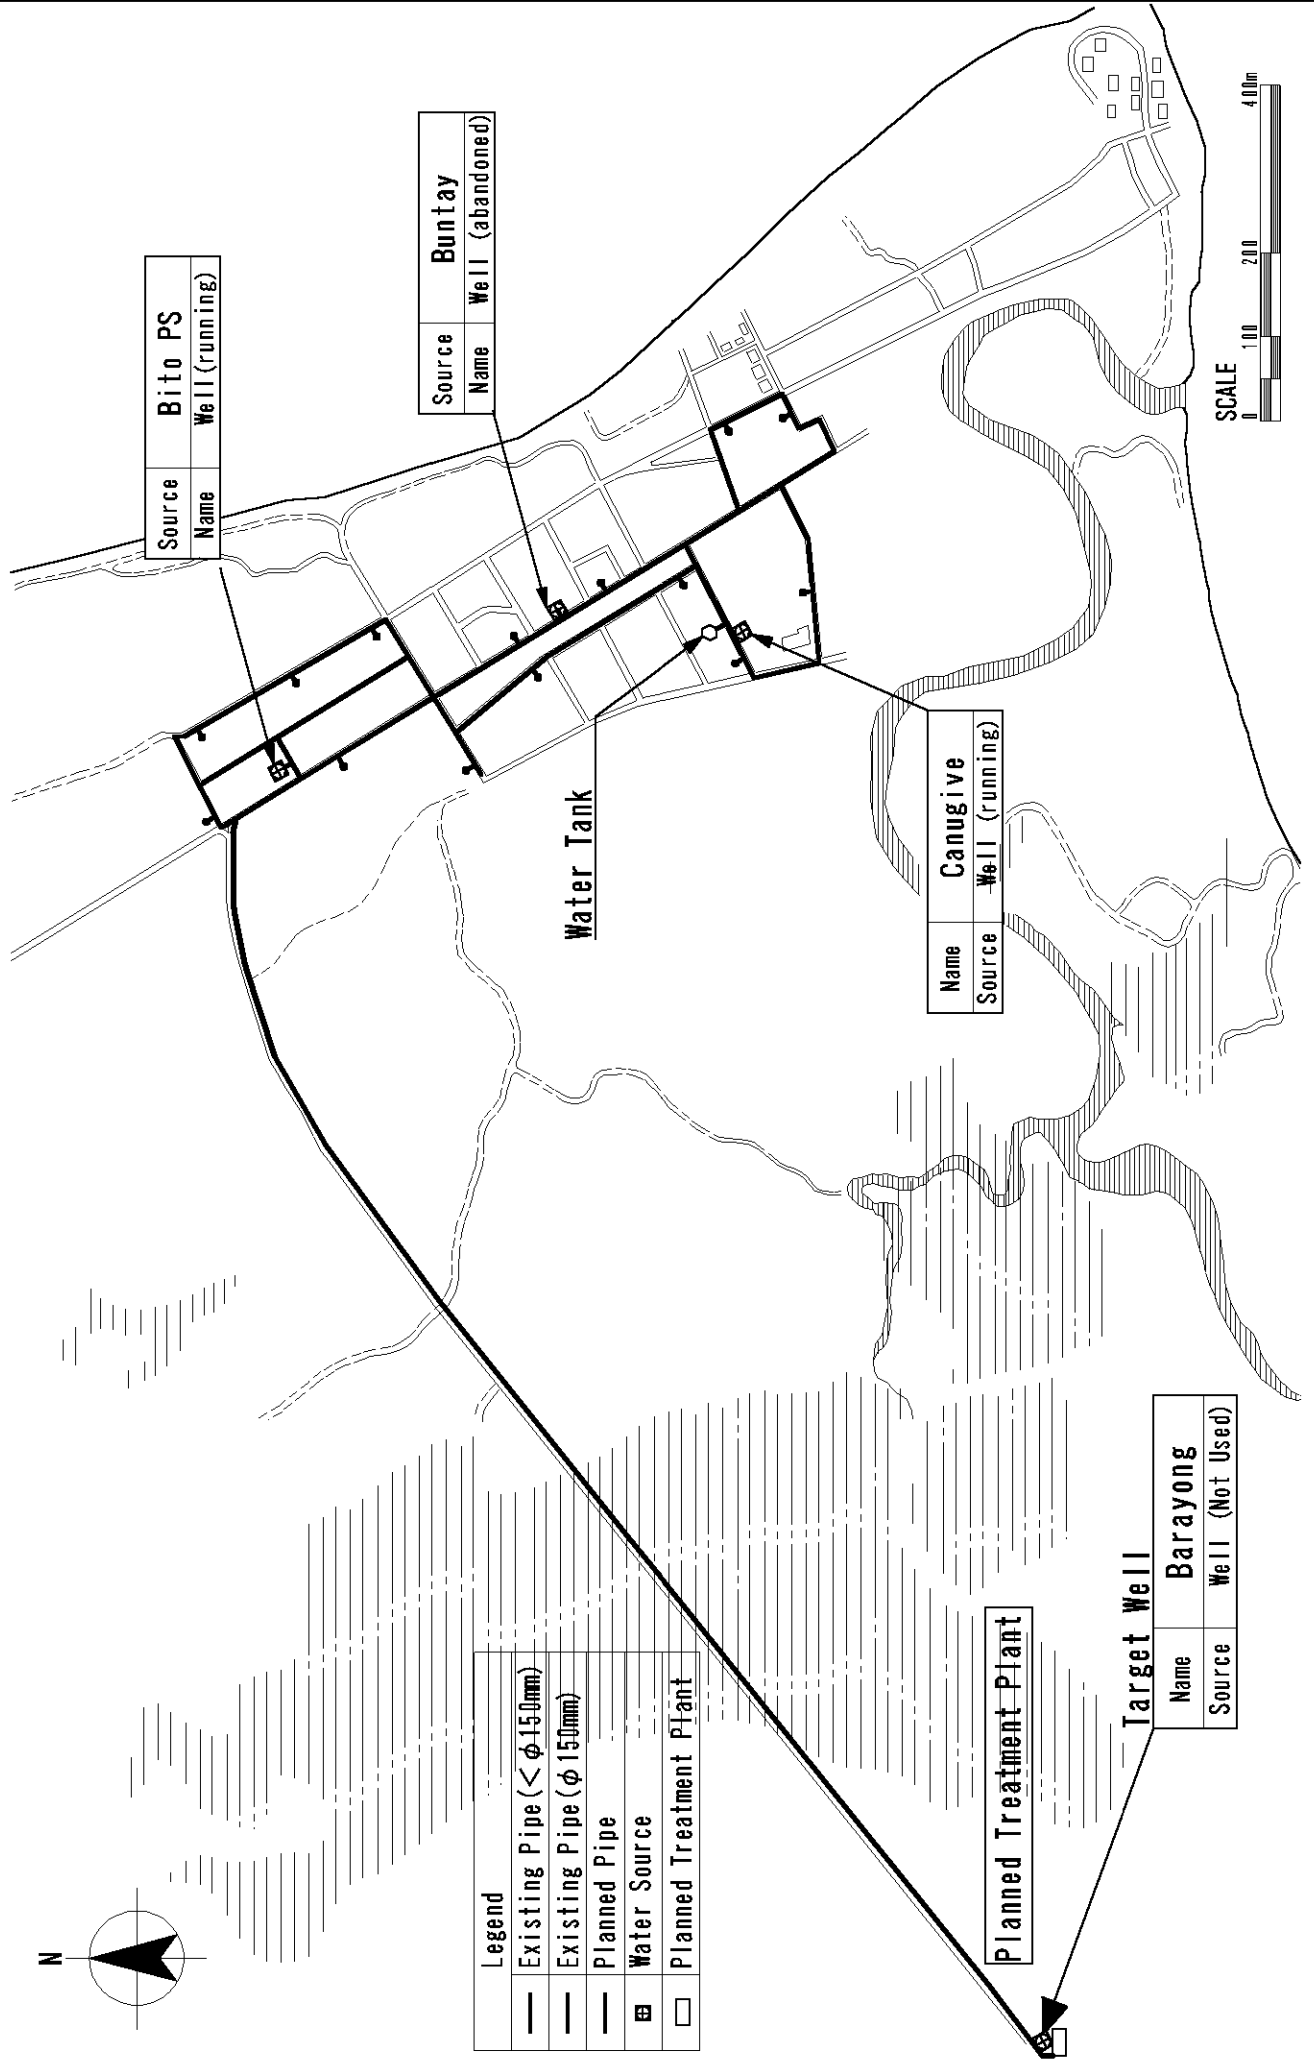 N
Source Bito PS
Name Well(running)
Source Buntay
Name Well (abandoned)
Water Tank
Name Canugive
Source Well (running)
SCALE
0 100 200 400m
Legend
Existing Pipe(<φ150mm)
Existing Pipe(φ150mm)
Planned Pipe
Water Source
Planned Treatment Plant
Planned Treatment Plant
Target Well
Name Barayong
Source Well (Not Used)